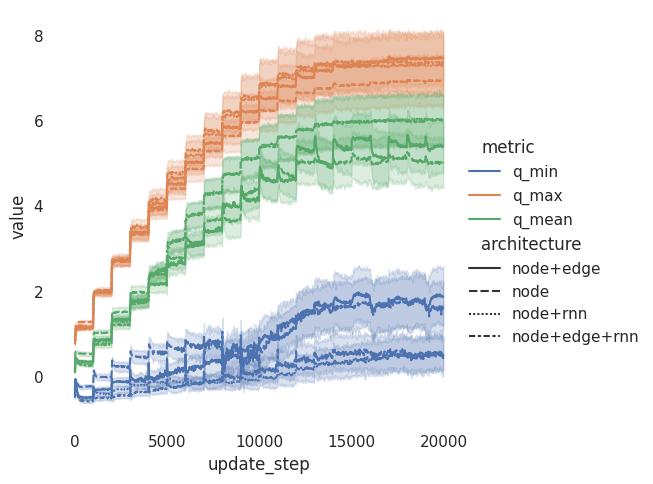 8
6
4
2
0
value
0
5000
10000
15000
20000
update_step
metric
q_min
q_max
q_mean
architecture
node+edge
node
node+rnn
node+edge+rnn